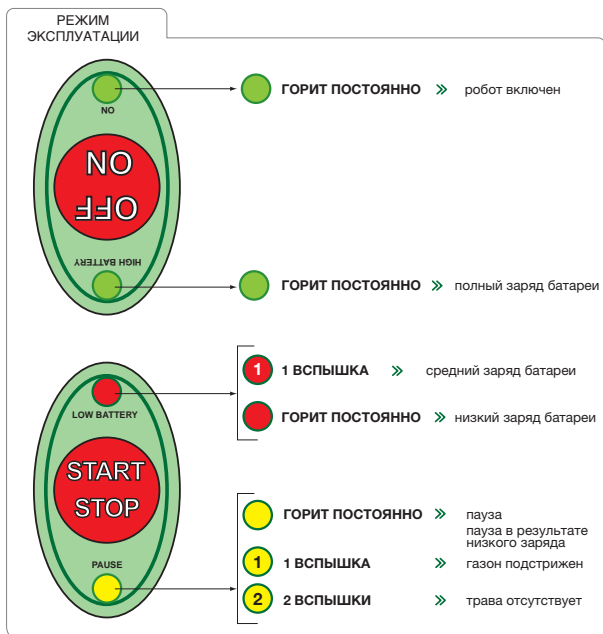 РЕЖИМ
ЭКСПЛУАТАЦИИ
ON
ГОРИТ ПОСТОЯННО » робот включен
ON
OFF
HIGH BATTERY
ГОРИТ ПОСТОЯННО » полный заряд батареи
1 1 ВСПЫШКА » средний заряд батареи
LOW BATTERY
ГОРИТ ПОСТОЯННО » низкий заряд батареи
START
STOP
ГОРИТ ПОСТОЯННО » пауза
пауза в результате
низкого заряда
PAUSE
1 1 ВСПЫШКА » газон подстрижен
2 2 ВСПЫШКИ » трава отсутствует